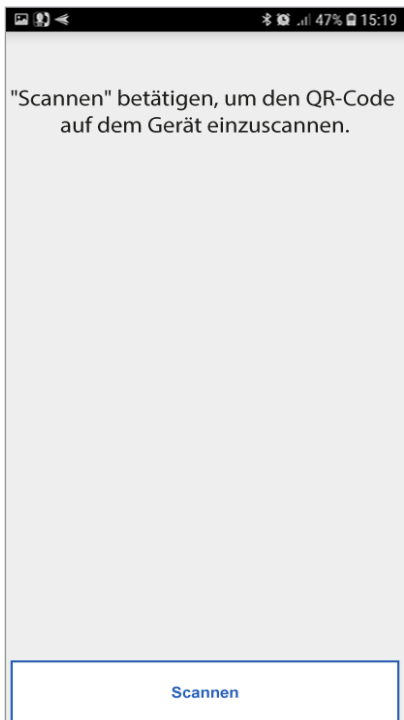 47% 15:19
"Scannen" betätigen, um den QR-Code
auf dem Gerät einzuscannen.
Scannen